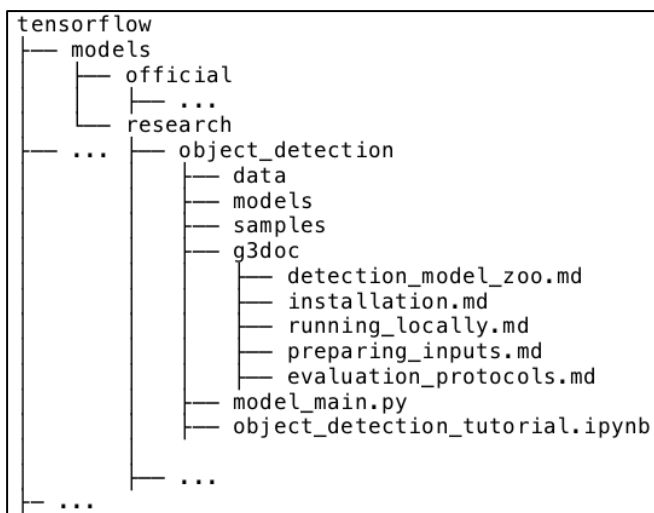 tensorflow
├── models
│   ├── official
│   │   ├── ...
│   └── research
├── ... ├── object_detection
│       │   ├── data
│       │   ├── models
│       │   ├── samples
│       │   ├── g3doc
│       │   │   ├── detection_model_zoo.md
│       │   │   ├── installation.md
│       │   │   ├── running_locally.md
│       │   │   ├── preparing_inputs.md
│       │   │   ├── evaluation_protocols.md
│       │   ├── model_main.py
│       │   ├── object_detection_tutorial.ipynb
│       ├── ...
├─ ...